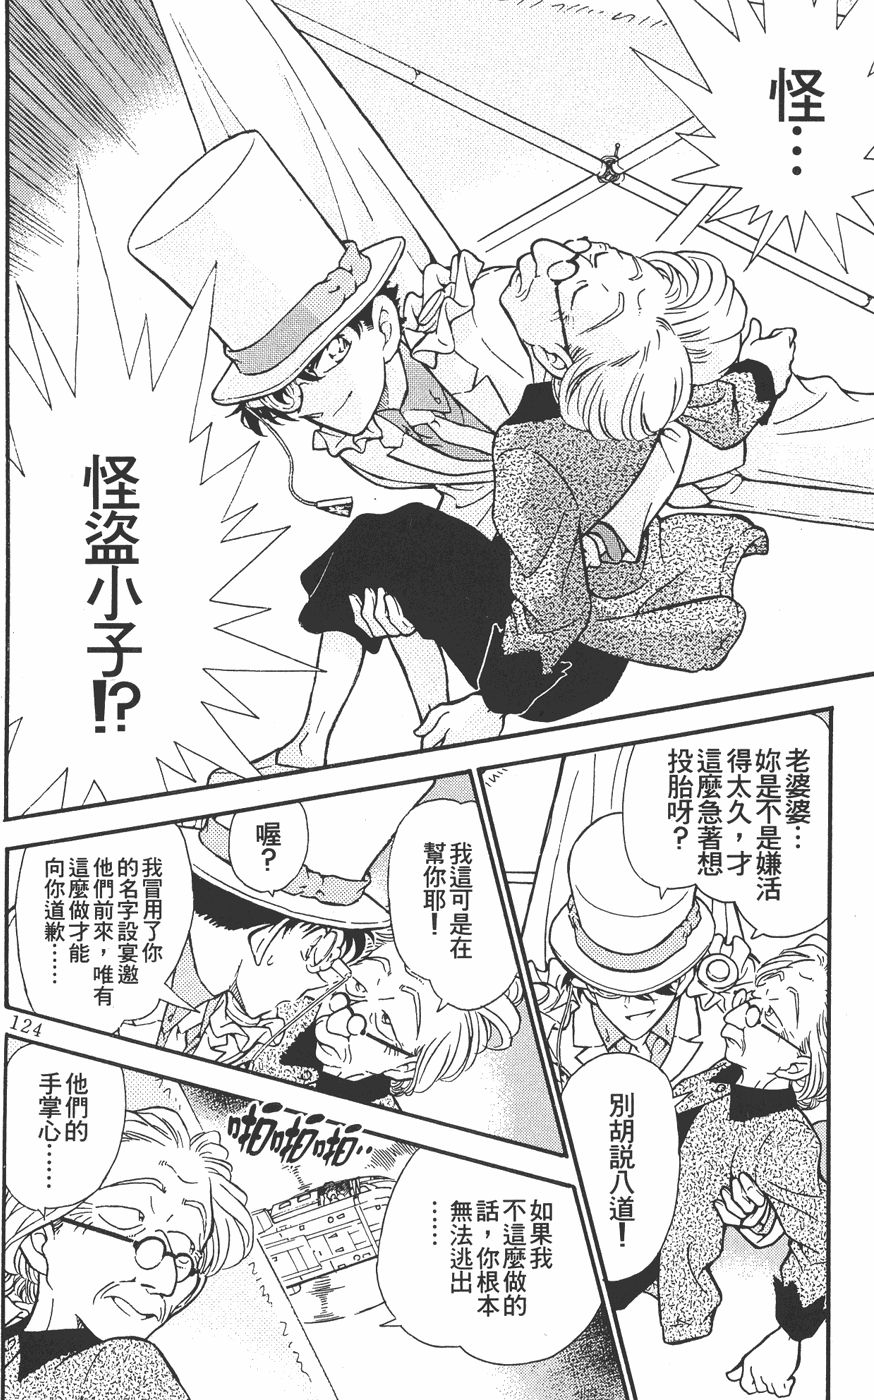 怪…
怪盜小子!?
老婆婆…
妳是不是嫌活
得太久，才
這麼急著想
投胎呀？
別胡說八道！
我這可是在
幫你耶！
喔？
我冒用了你
的名字設宴邀
他們前來，唯有
這麼做才能
向你道歉……
124
如果我
不這麼做的
話，你根本
無法逃出
……
啪啪啪…
他們的
手掌心……